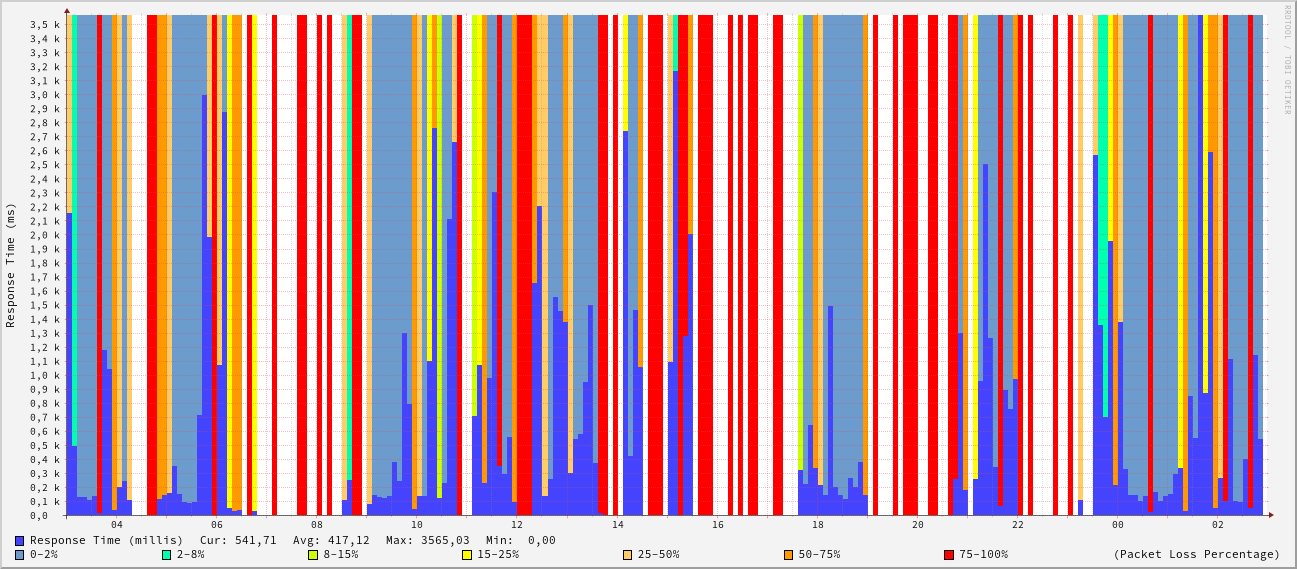 RRDTOOL / TOBI OETIKER
Response Time (ms)
3,5 k
3,4 k
3,3 k
3,2 k
3,1 k
3,0 k
2,9 k
2,8 k
2,7 k
2,6 k
2,5 k
2,4 k
2,3 k
2,2 k
2,1 k
2,0 k
1,9 k
1,8 k
1,7 k
1,6 k
1,5 k
1,4 k
1,3 k
1,2 k
1,1 k
1,0 k
0,9 k
0,8 k
0,7 k
0,6 k
0,5 k
0,4 k
0,3 k
0,2 k
0,1 k
0,0
04 06 08 10 12 14 16 18 20 22 00 02
Response Time (millis) Cur: 541,71 Avg: 417,12 Max: 3565,03 Min: 0,00
0-2% 2-8% 8-15% 15-25% 25-50% 50-75% 75-100% (Packet Loss Percentage)